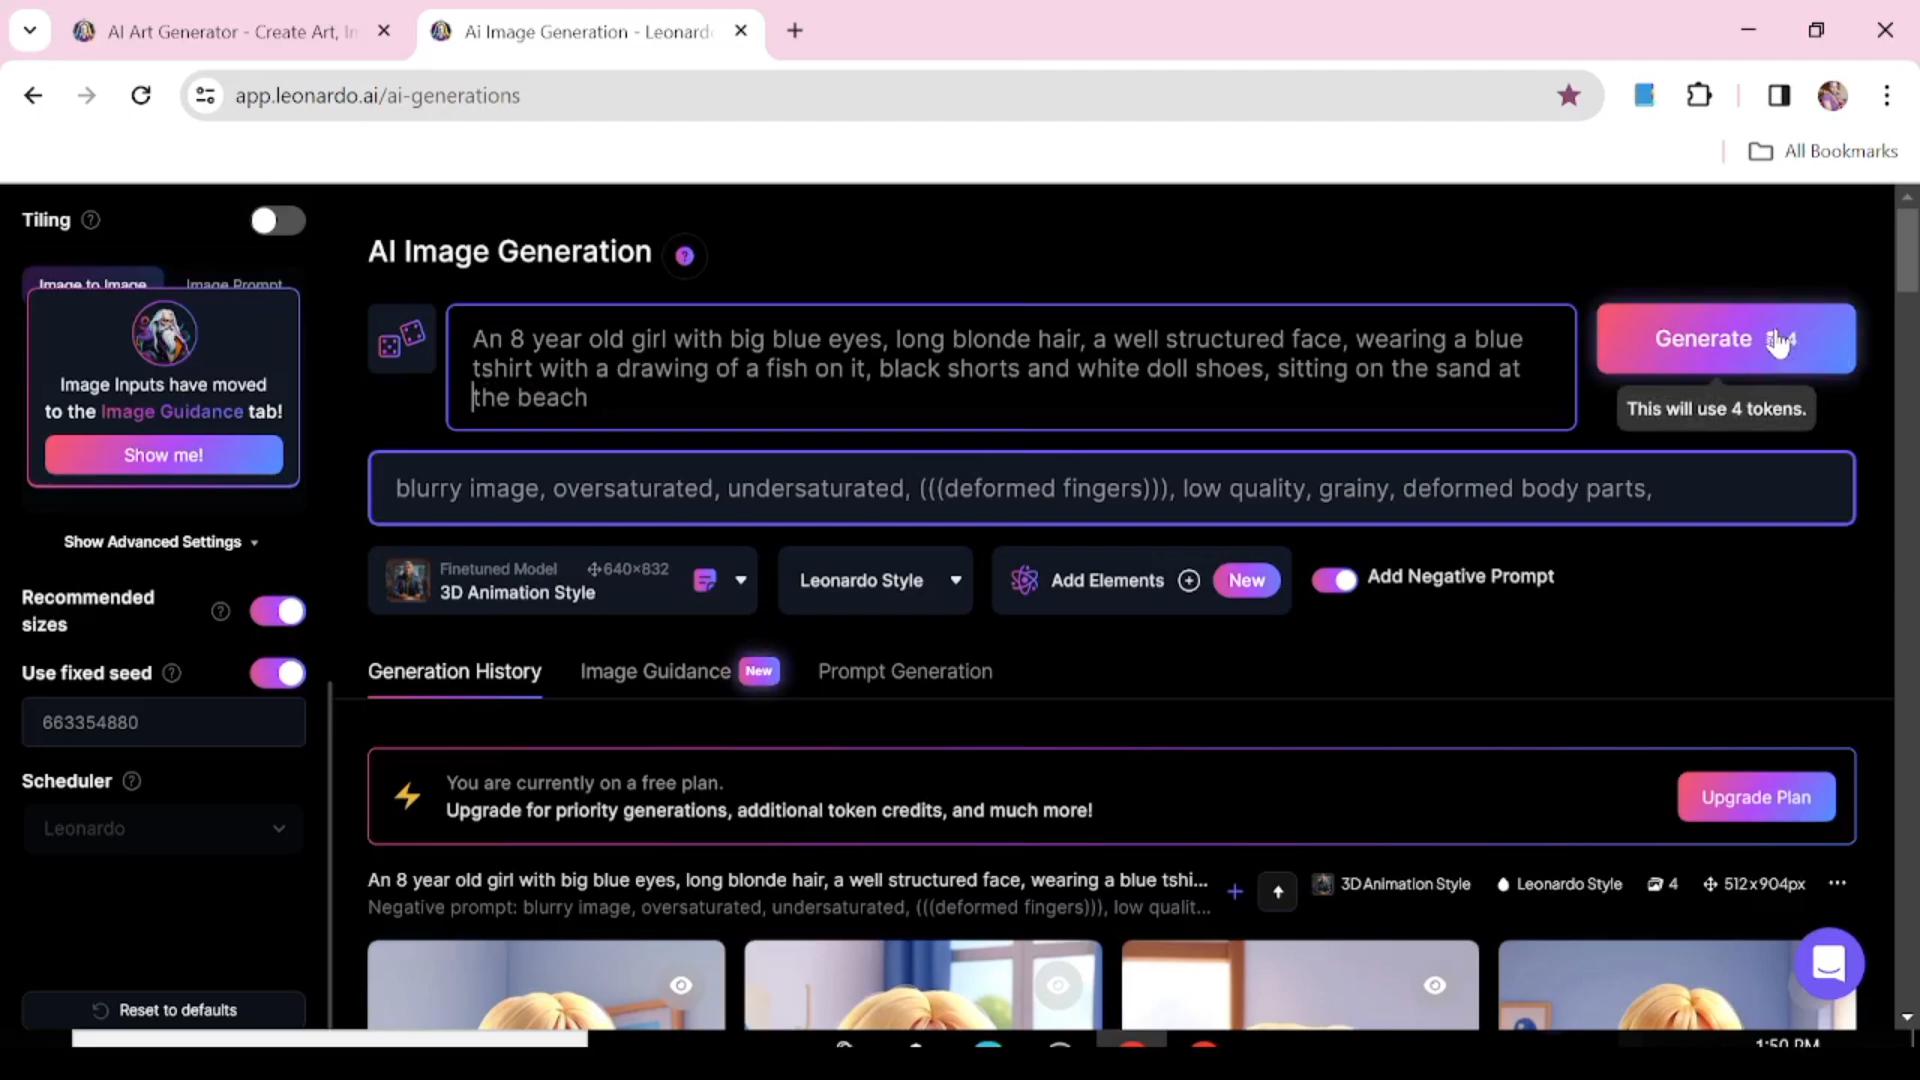 AI Art Generator - Create Art, Im
Ai Image Generation - Leonard
app.leonardo.ai/ai-generations
All Bookmarks
Tiling
Image to Image
Image Prompt
Image Inputs have moved
to the Image Guidance tab!
Show me!
Show Advanced Settings
Recommended
sizes
Use fixed seed
663354880
Scheduler
Leonardo
Reset to defaults
AI Image Generation
An 8 year old girl with big blue eyes, long blonde hair, a well structured face, wearing a blue
tshirt with a drawing of a fish on it, black shorts and white doll shoes, sitting on the sand at
the beach
Generate
This will use 4 tokens.
blurry image, oversaturated, undersaturated, (((deformed fingers))), low quality, grainy, deformed body parts,
Finetuned Model 640×832
3D Animation Style
Leonardo Style
Add Elements
New
Add Negative Prompt
Generation History
Image Guidance New
Prompt Generation
You are currently on a free plan.
Upgrade for priority generations, additional token credits, and much more!
Upgrade Plan
An 8 year old girl with big blue eyes, long blonde hair, a well structured face, wearing a blue tshi...
Negative prompt: blurry image, oversaturated, undersaturated, (((deformed fingers))), low qualit...
3D Animation Style
Leonardo Style
4
512x904px
1:50 PM